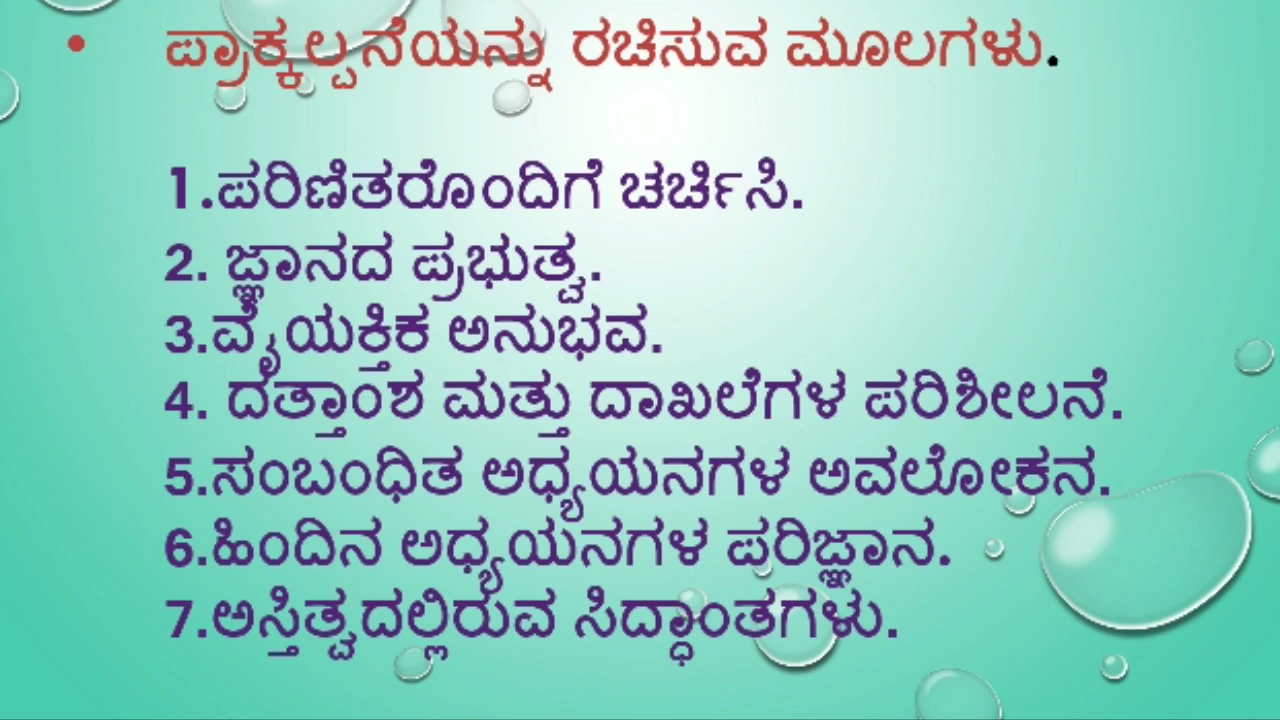 • ಪ್ರಾಕ್ಕಲ್ಪನೆಯನ್ನು ರಚಿಸುವ ಮೂಲಗಳು.
1.ಪರಿಣಿತರೊಂದಿಗೆ ಚರ್ಚಿಸಿ.
2. ಜ್ಞಾನದ ಪ್ರಭುತ್ವ.
3.ವೈಯಕ್ತಿಕ ಅನುಭವ.
4. ದತ್ತಾಂಶ ಮತ್ತು ದಾಖಲೆಗಳ ಪರಿಶೀಲನೆ.
5.ಸಂಬಂಧಿತ ಅಧ್ಯಯನಗಳ ಅವಲೋಕನ.
6.ಹಿಂದಿನ ಅಧ್ಯಯನಗಳ ಪರಿಜ್ಞಾನ.
7.ಅಸ್ತಿತ್ವದಲ್ಲಿರುವ ಸಿದ್ಧಾಂತಗಳು.